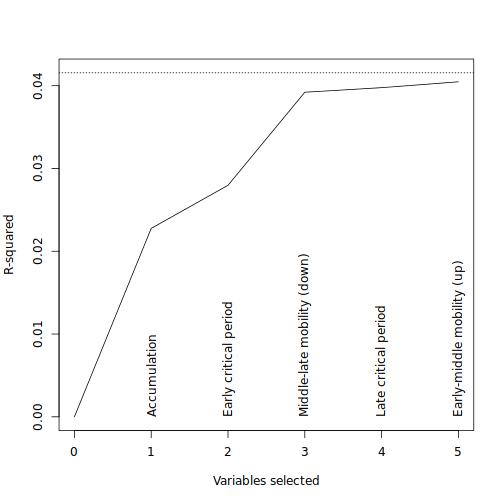 R-squared
0.04
0.03
0.02
0.01
0.00
Accumulation
Early critical period
Middle-late mobility (down)
Late critical period
Early-middle mobility (up)
0 1 2 3 4 5
Variables selected